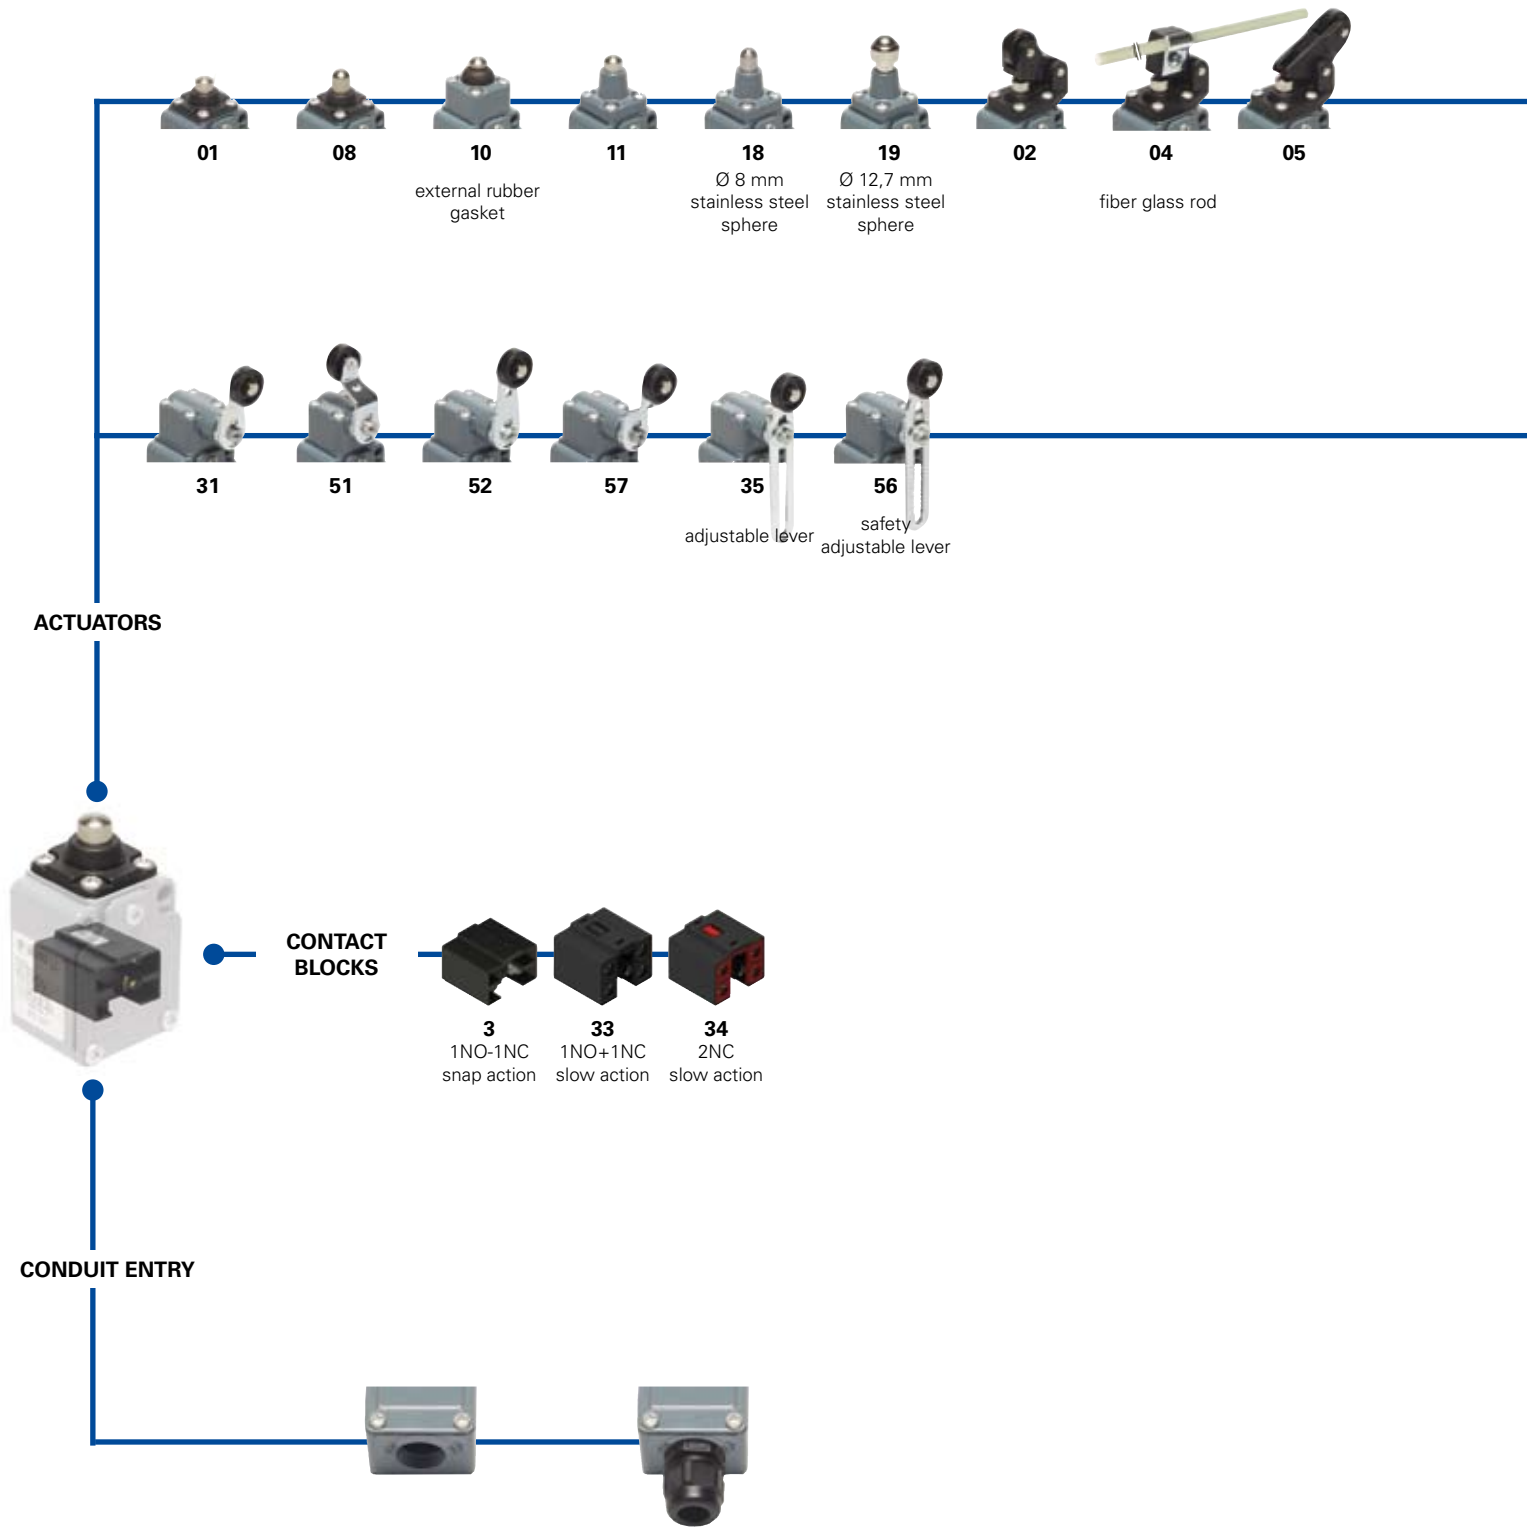 01
08
10
external rubber
gasket
11
18
Ø 8 mm
stainless steel
sphere
19
Ø 12,7 mm
stainless steel
sphere
02
04
fiber glass rod
05
31
51
52
57
35
adjustable lever
56
safety
adjustable lever
ACTUATORS
CONTACT
BLOCKS
3
1NO-1NC
snap action
33
1NO+1NC
slow action
34
2NC
slow action
CONDUIT ENTRY